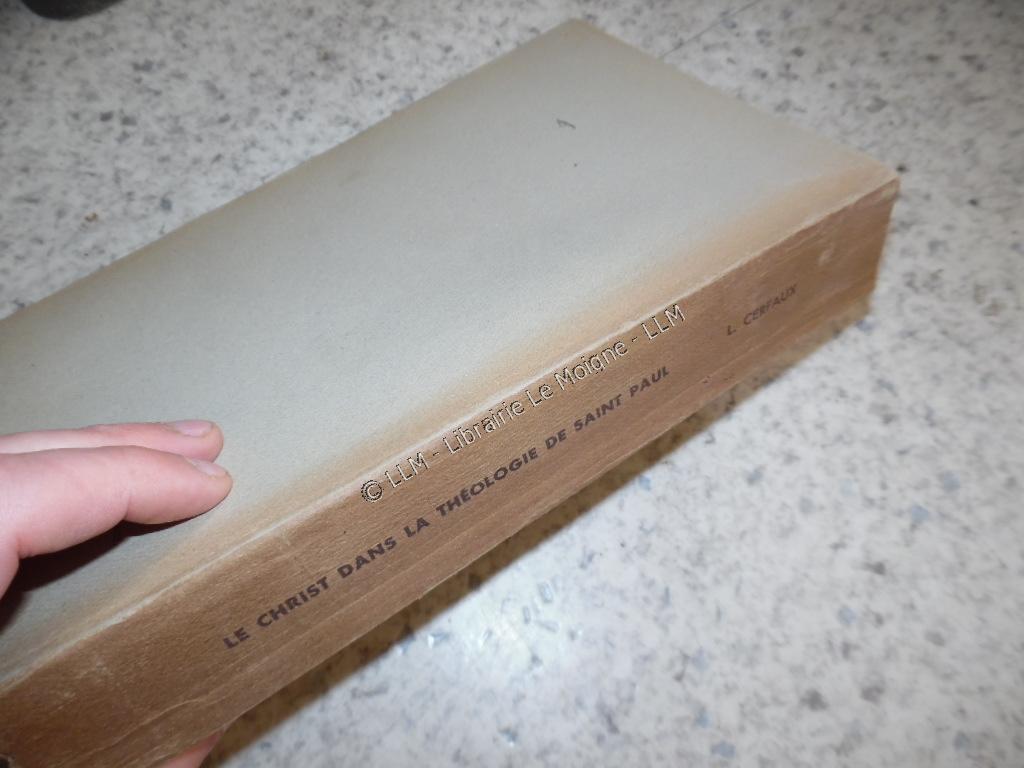 © LLM - Librairie Le Moigne - LLM
LE CHRIST DANS LA THÉOLOGIE DE SAINT PAUL
L. CERFAUX